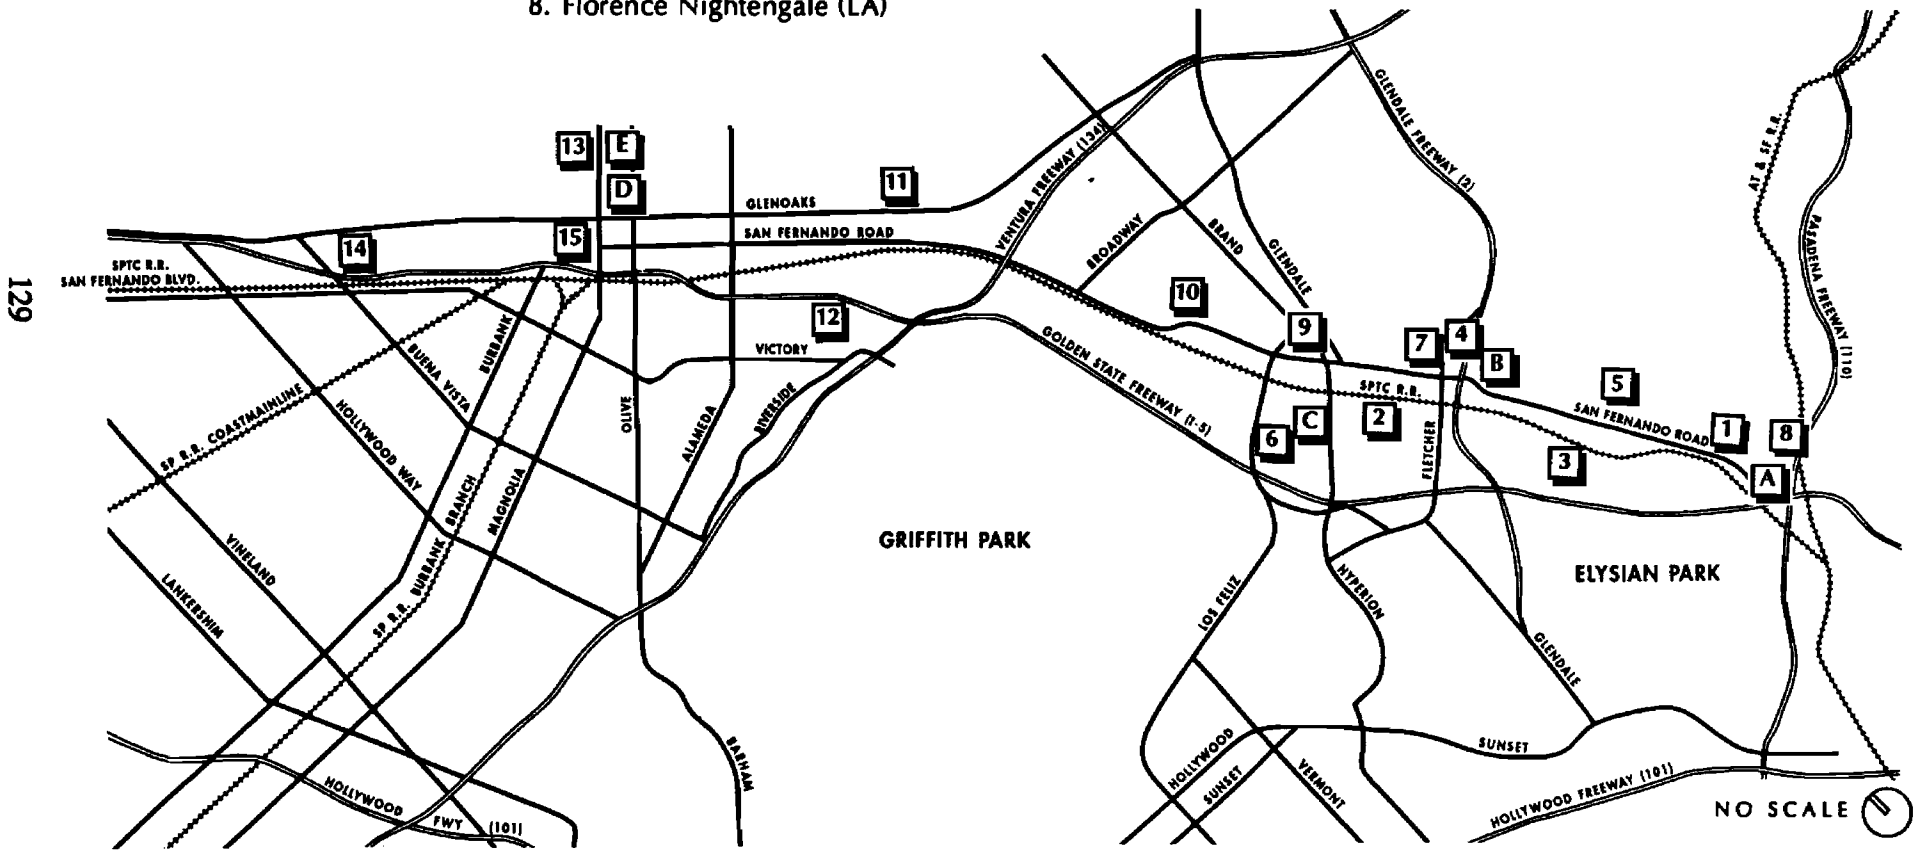 8. Florence Nightengale (LA)
GLENDALE FREEWAY (2)
AT & SF R.R.
VENTURA FREEWAY (134)
13
E
D
11
GLENOAKS
BROADWAY
BRAND
GLENDALE
PASADENA FREEWAY (110)
14
15
SAN FERNANDO ROAD
SPTC R.R.
SAN FERNANDO BLVD.
129
10
12
9
7
4
B
VICTORY
GOLDEN STATE FREEWAY (I-5)
SPTC R.R.
5
BURBANK
BUENA VISTA
RIVERSIDE
OLIVE
ALAMEDA
SAN FERNANDO ROAD
1
8
6
C
2
FLETCHER
3
A
SP R.R. COASTMAINLINE
HOLLYWOOD WAY
MAGNOLIA
SP R.R. BURBANK BRANCH
VINELAND
LANKERSHIM
GRIFFITH PARK
ELYSIAN PARK
LOS FELIZ
HYPERION
GLENDALE
BARHAM
HOLLYWOOD
SUNSET
VERMONT
SUNSET
HOLLYWOOD FREEWAY (101)
HOLLYWOOD FWY (101)
NO SCALE